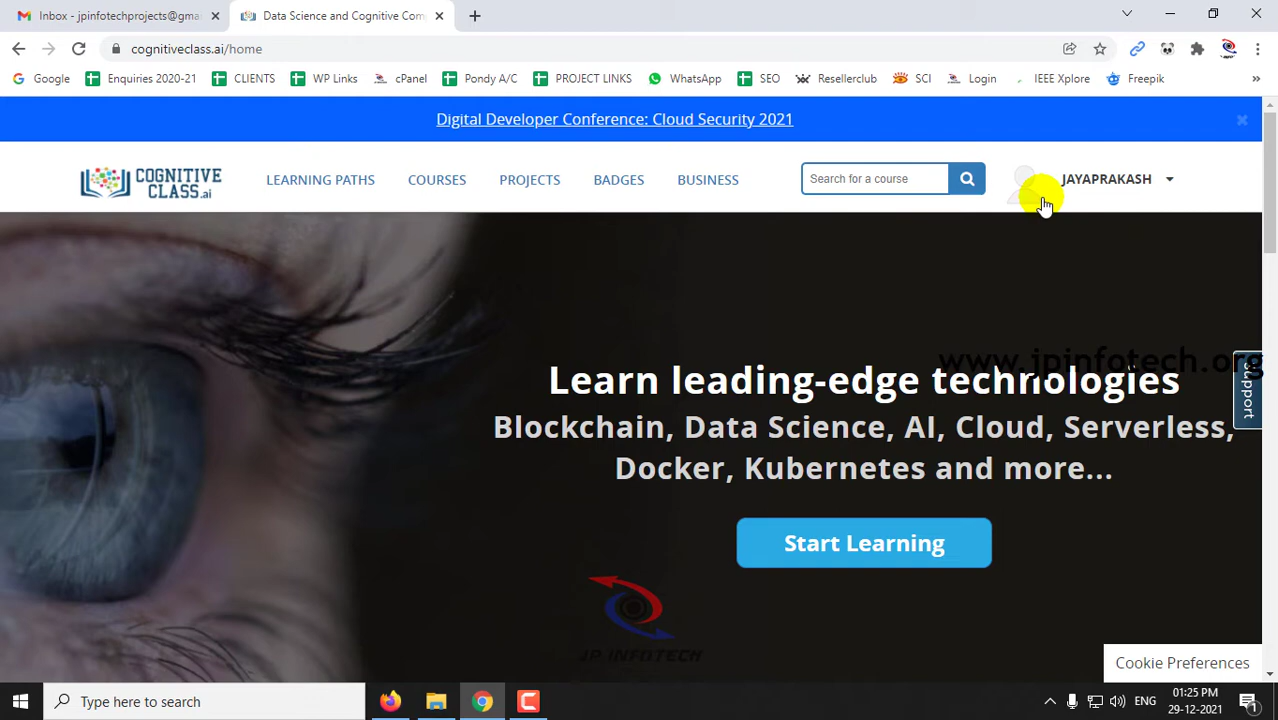 Inbox - jpinfotechprojects@gma
Data Science and Cognitive Com
cognitiveclass.ai/home
Google
Enquiries 2020-21
CLIENTS
WP Links
cPanel
Pondy A/C
PROJECT LINKS
WhatsApp
SEO
Resellerclub
SCI
Login
IEEE Xplore
Freepik
Digital Developer Conference: Cloud Security 2021
COGNITIVE
CLASS.ai
LEARNING PATHS
COURSES
PROJECTS
BADGES
BUSINESS
Search for a course
JAYAPRAKASH
www.jpinfotech.org
Learn leading-edge technologies
Blockchain, Data Science, AI, Cloud, Serverless,
Docker, Kubernetes and more...
Support
Start Learning
JP INFOTECH
Cookie Preferences
Type here to search
ENG
01:25 PM
29-12-2021
1